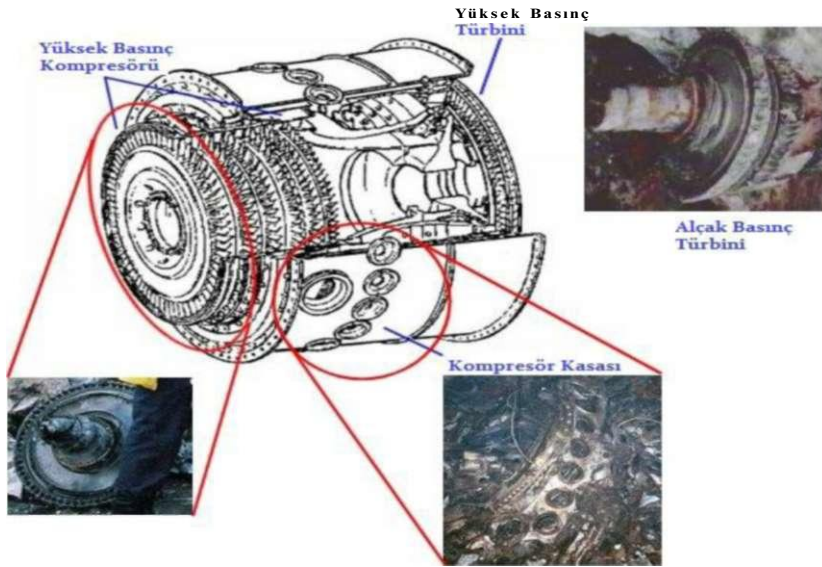 Yüksek Basınç
Türbini
Yüksek Basınç
Kompresörü
Alçak Basınç
Türbini
Kompresör Kasası